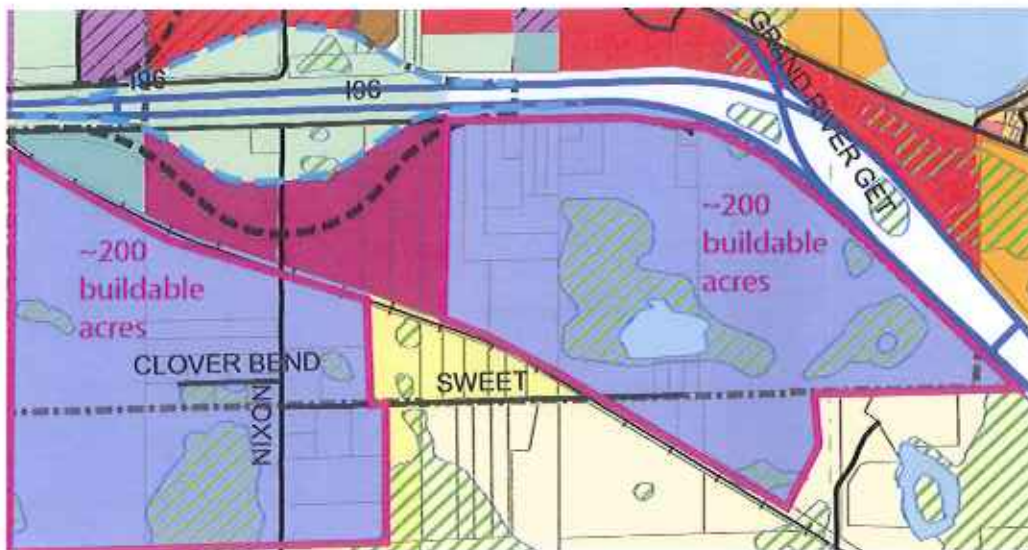 I96
I96
GRAND RIVER GET
~200
buildable
acres
~200
buildable
acres
CLOVER BEND
SWEET
NIXON